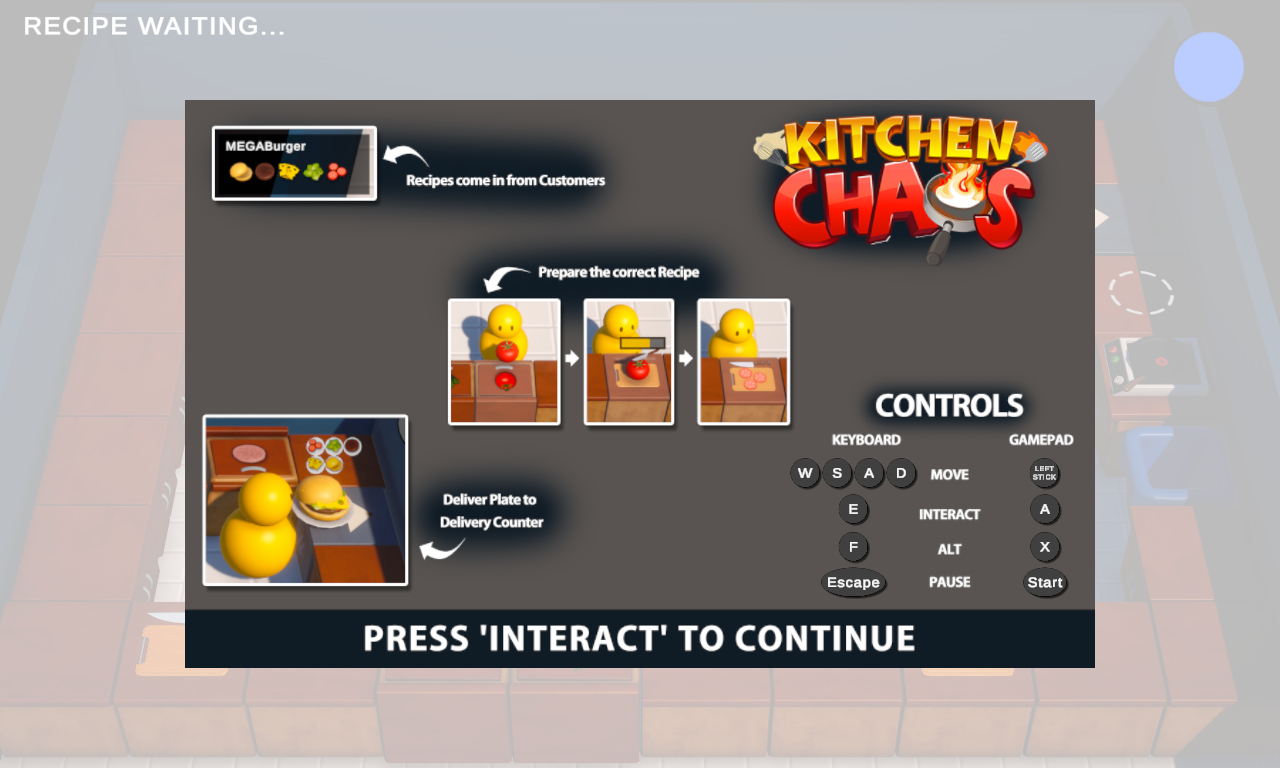 RECIPE WAITING...
MEGABurger
Recipes come in from Customers
KITCHEN
CHAOS
Prepare the correct Recipe
CONTROLS
KEYBOARD GAMEPAD
W S A D MOVE LEFT STICK
E INTERACT A
F ALT X
Escape PAUSE Start
Deliver Plate to
Delivery Counter
PRESS 'INTERACT' TO CONTINUE